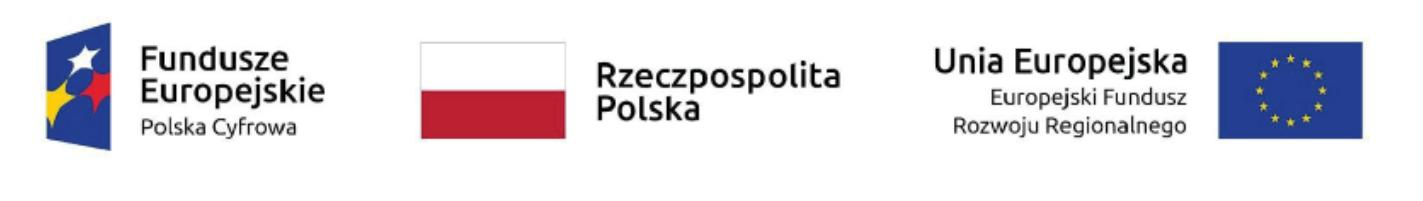 Fundusze
Europejskie
Polska Cyfrowa
Rzeczpospolita
Polska
Unia Europejska
Europejski Fundusz
Rozwoju Regionalnego